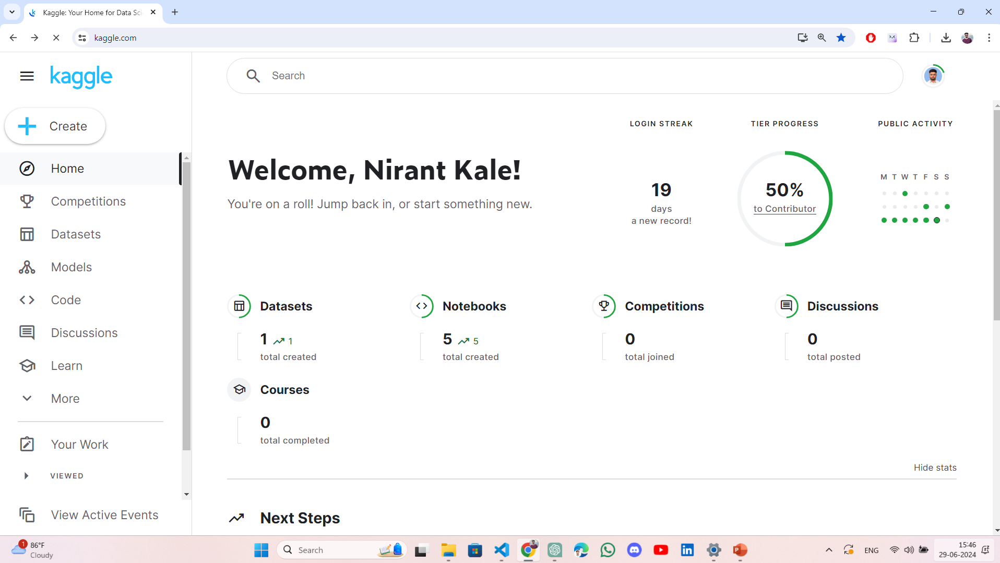 Kaggle: Your Home for Data Sci
kaggle.com
kaggle
Search
Create
Home
Competitions
Datasets
Models
Code
Discussions
Learn
More
Your Work
VIEWED
View Active Events
LOGIN STREAK
TIER PROGRESS
PUBLIC ACTIVITY
Welcome, Nirant Kale!
You're on a roll! Jump back in, or start something new.
19
days
a new record!
50%
to Contributor
M T W T F S S
Datasets
1 1
total created
Notebooks
5 5
total created
Competitions
0
total joined
Discussions
0
total posted
Courses
0
total completed
Hide stats
Next Steps
1
86°F
Cloudy
Search
ENG
15:46
29-06-2024